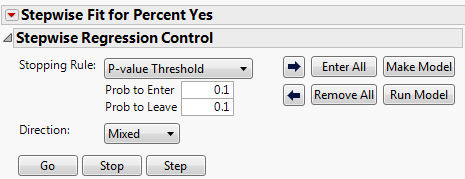 Stepwise Fit for Percent Yes
Stepwise Regression Control
Stopping Rule: P-value Threshold Enter All Make Model
Prob to Enter 0.1
Prob to Leave 0.1 Remove All Run Model
Direction: Mixed
Go Stop Step